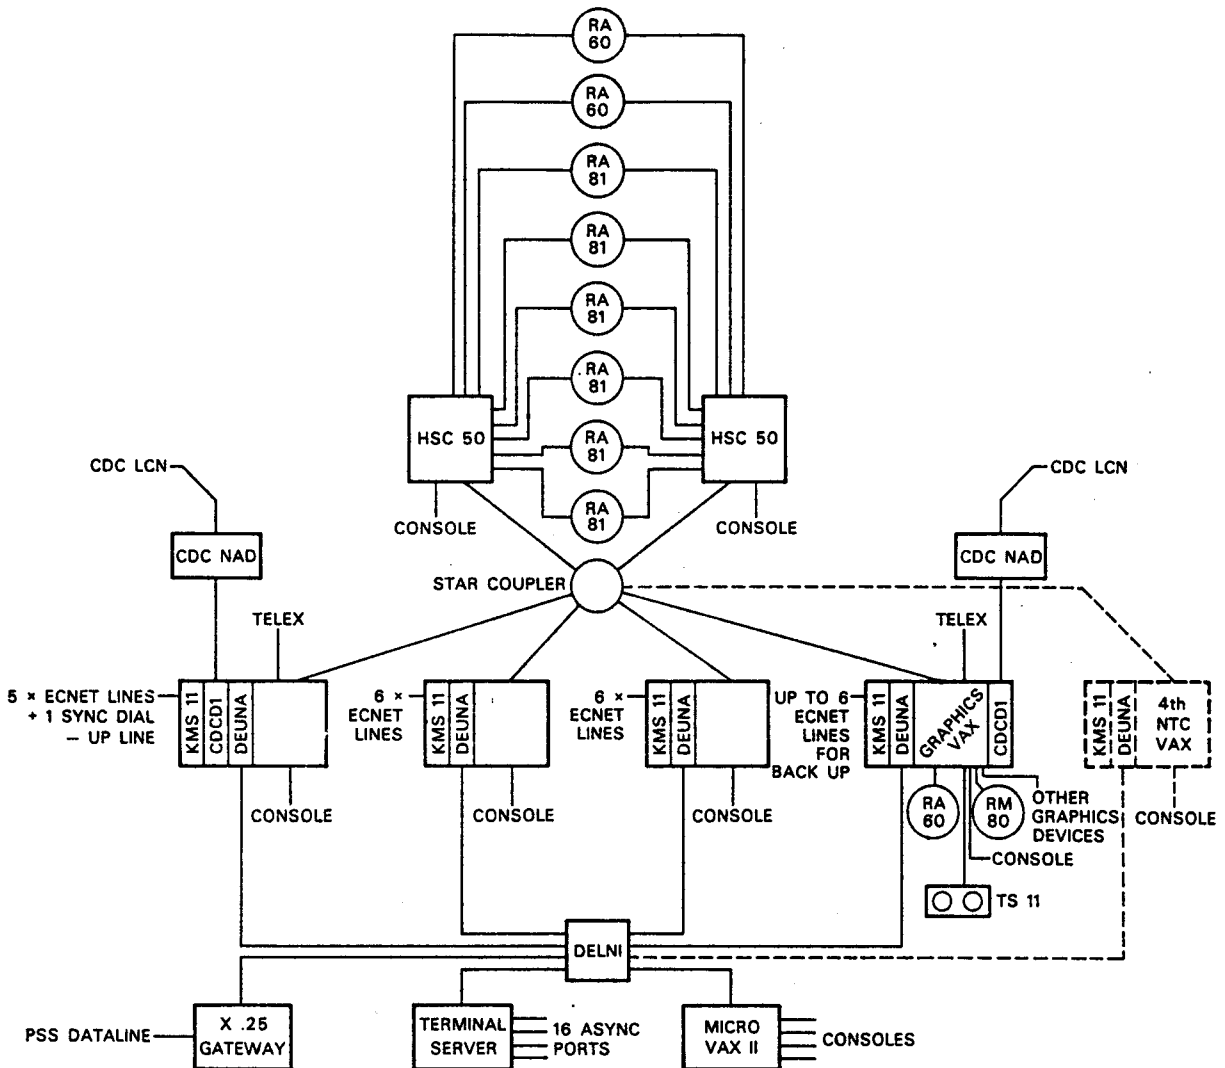 RA
60
RA
60
RA
81
RA
81
RA
81
RA
81
HSC 50
HSC 50
RA
81
RA
81
CDC LCN
CDC LCN
CONSOLE
CONSOLE
CDC NAD
CDC NAD
STAR COUPLER
TELEX
TELEX
5 × ECNET LINES
+ 1 SYNC DIAL
– UP LINE
KMS 11
CDCD1
DEUNA
6 ×
ECNET
LINES
KMS 11
DEUNA
6 ×
ECNET
LINES
KMS 11
DEUNA
UP TO 6
ECNET
LINES
FOR
BACK UP
KMS 11
DEUNA
GRAPHICS
VAX
CDCD1
KMS 11
DEUNA
4th
NTC
VAX
CONSOLE
CONSOLE
CONSOLE
RA
60
RM
80
OTHER
GRAPHICS
DEVICES
CONSOLE
CONSOLE
TS 11
DELNI
PSS DATALINE
X .25
GATEWAY
TERMINAL
SERVER
16 ASYNC
PORTS
MICRO
VAX II
CONSOLES